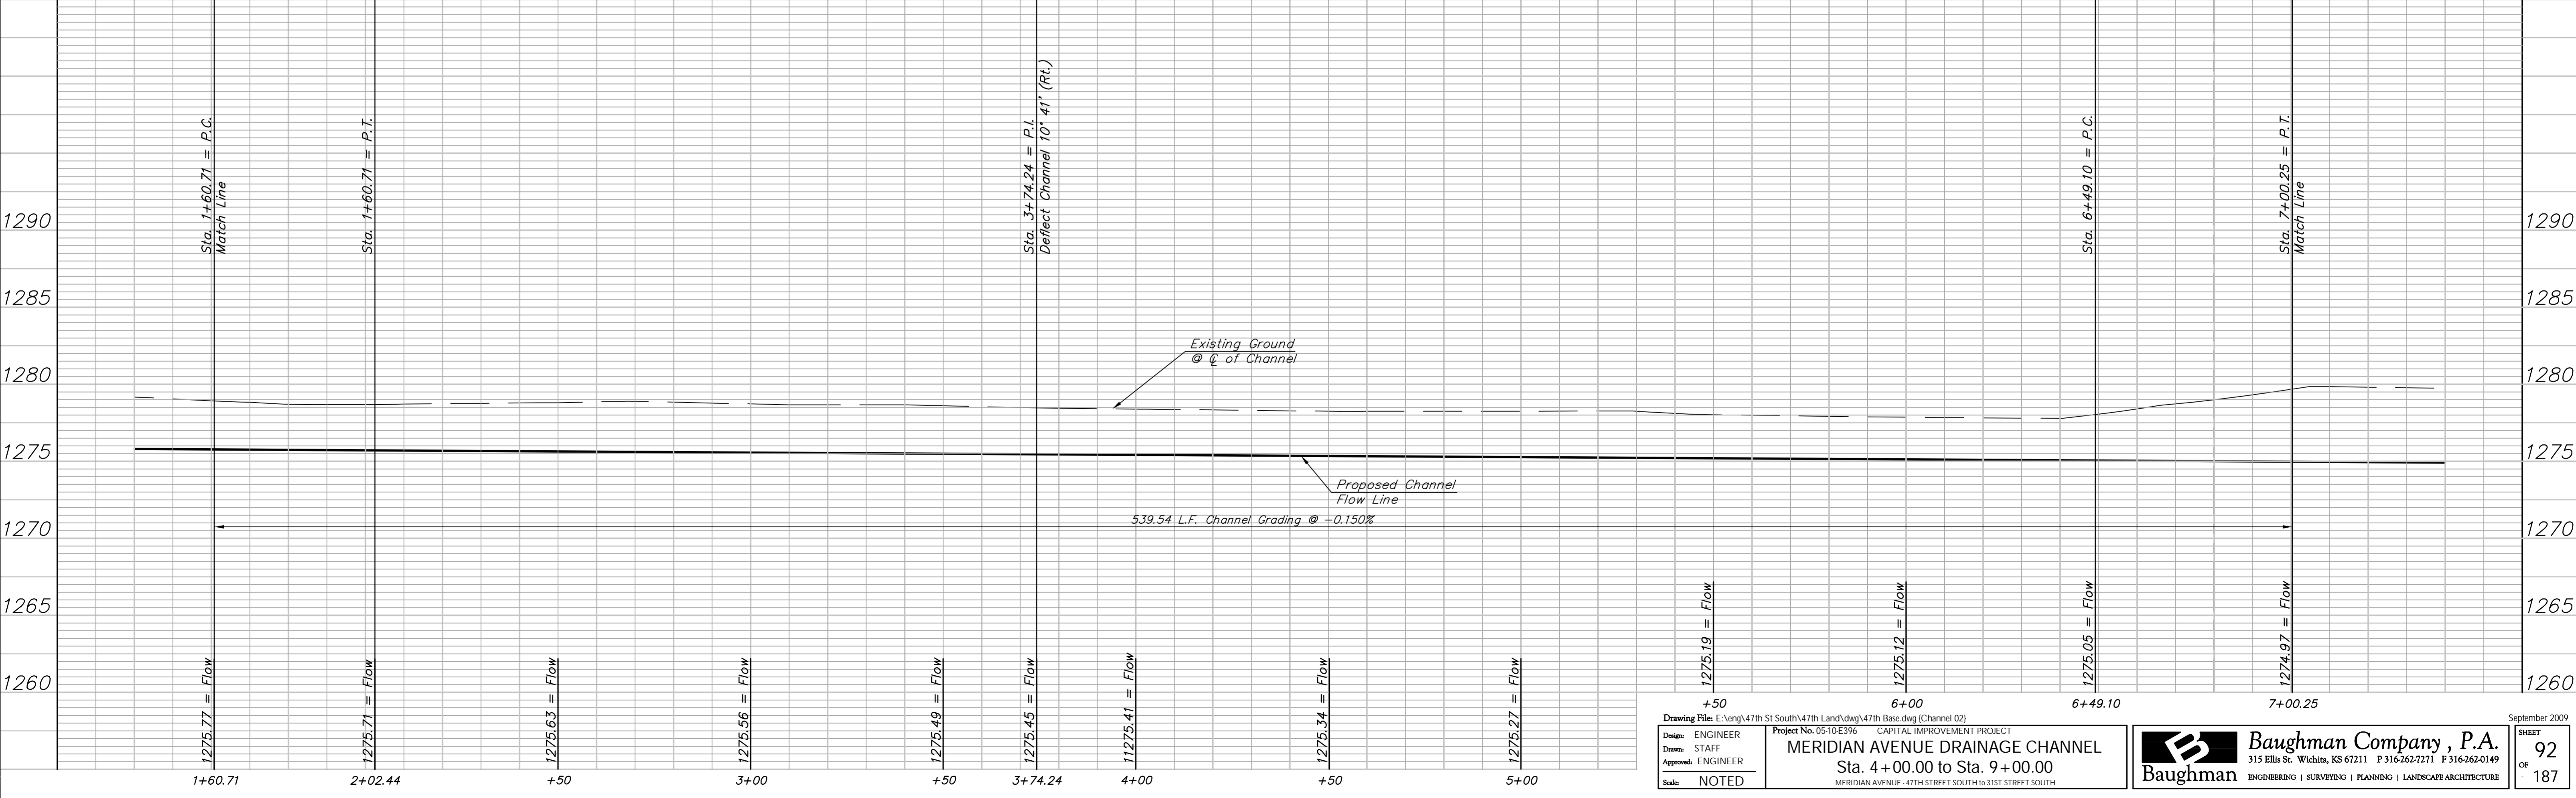 Sta. 1+60.71 = P.C.
Match Line
Sta. 1+60.71 = P.T.
Sta. 3+74.24 = P.I.
Deflect Channel 10° 41' (Rt.)
Sta. 6+49.10 = P.C.
Sta. 7+00.25 = P.T.
Match Line
1290
1290
1285
1285
1280
1280
1275
1275
1270
1270
1265
1265
1260
1260
Existing Ground
@ ℄ of Channel
Proposed Channel
Flow Line
539.54 L.F. Channel Grading @ -0.150%
1275.77 = Flow
1275.71 = Flow
1275.63 = Flow
1275.56 = Flow
1275.49 = Flow
1275.45 = Flow
11275.41 = Flow
1275.34 = Flow
1275.27 = Flow
1275.19 = Flow
1275.12 = Flow
1275.05 = Flow
1274.97 = Flow
1+60.71
2+02.44
+50
3+00
+50
3+74.24
4+00
+50
5+00
+50
6+00
6+49.10
7+00.25
Drawing File: E:\eng\47th St South\47th Land\dwg\47th Base.dwg {Channel 02}
September 2009
Design: ENGINEER
Drawn: STAFF
Approved: ENGINEER
Scale: NOTED
Project No. 05-10-E396 CAPITAL IMPROVEMENT PROJECT
MERIDIAN AVENUE DRAINAGE CHANNEL
Sta. 4+00.00 to Sta. 9+00.00
MERIDIAN AVENUE - 47TH STREET SOUTH to 31ST STREET SOUTH
Baughman
Baughman Company, P.A.
315 Ellis St. Wichita, KS 67211 P 316-262-7271 F 316-262-0149
ENGINEERING | SURVEYING | PLANNING | LANDSCAPE ARCHITECTURE
SHEET
92
OF
187